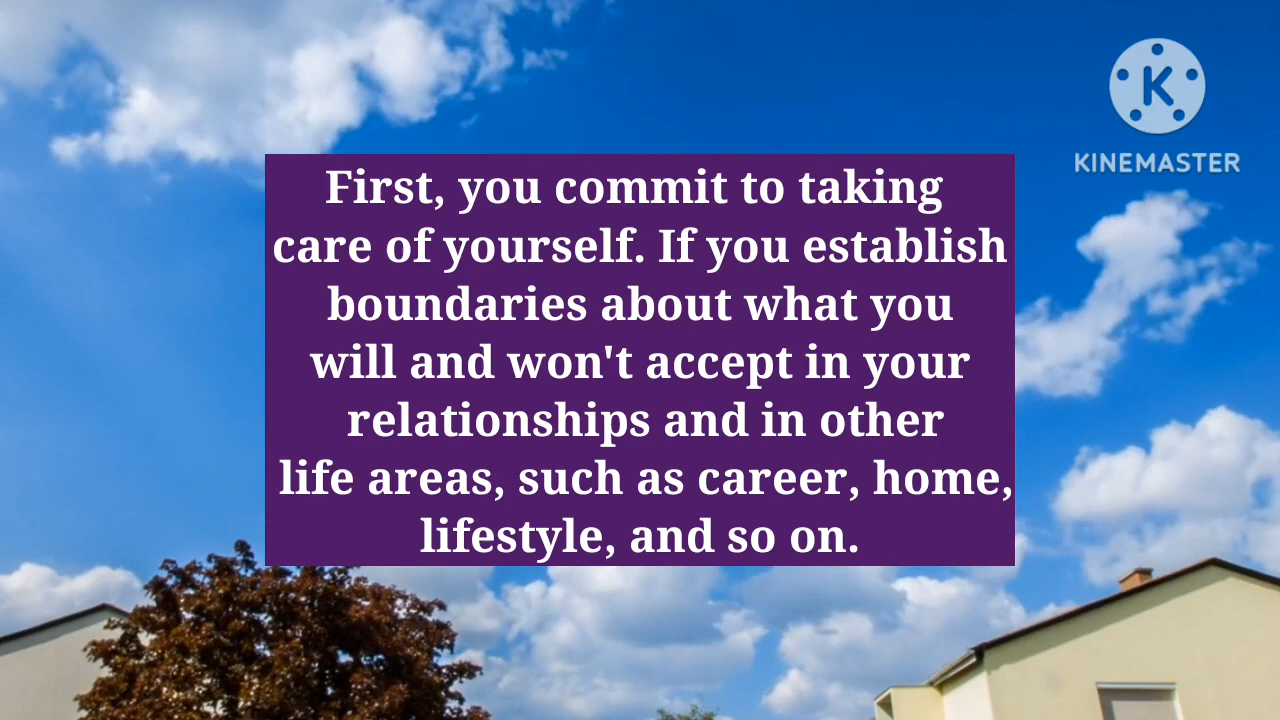 K
KINEMASTER
First, you commit to taking
care of yourself. If you establish
boundaries about what you
will and won't accept in your
relationships and in other
life areas, such as career, home,
lifestyle, and so on.